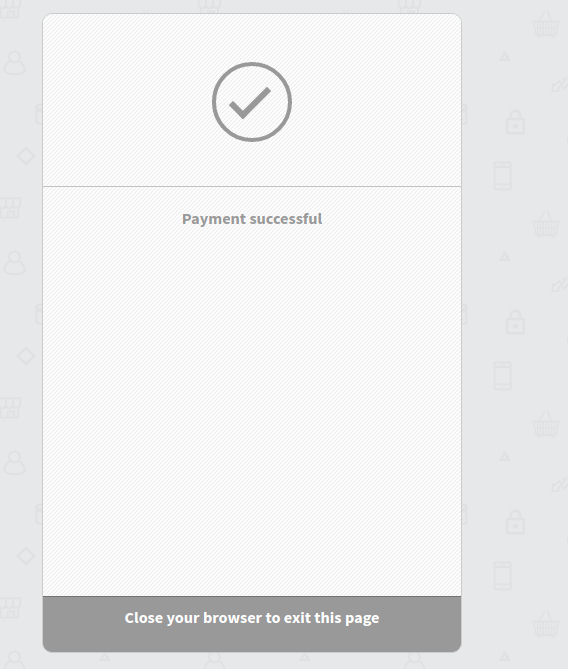 Payment successful
Close your browser to exit this page